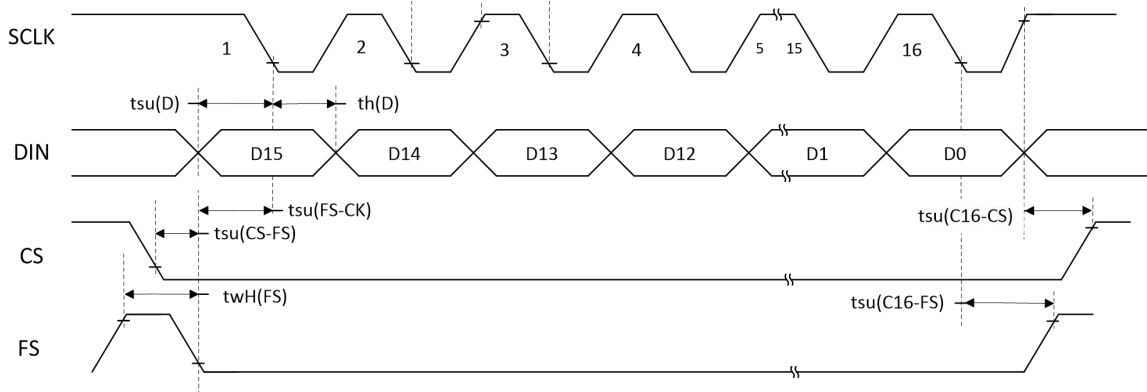 SCLK
1 2 3 4 5 15 16
tsu(D) th(D)
DIN
D15 D14 D13 D12 D1 D0
tsu(FS-CK)
tsu(C16-CS)
tsu(CS-FS)
CS
twH(FS)
tsu(C16-FS)
FS